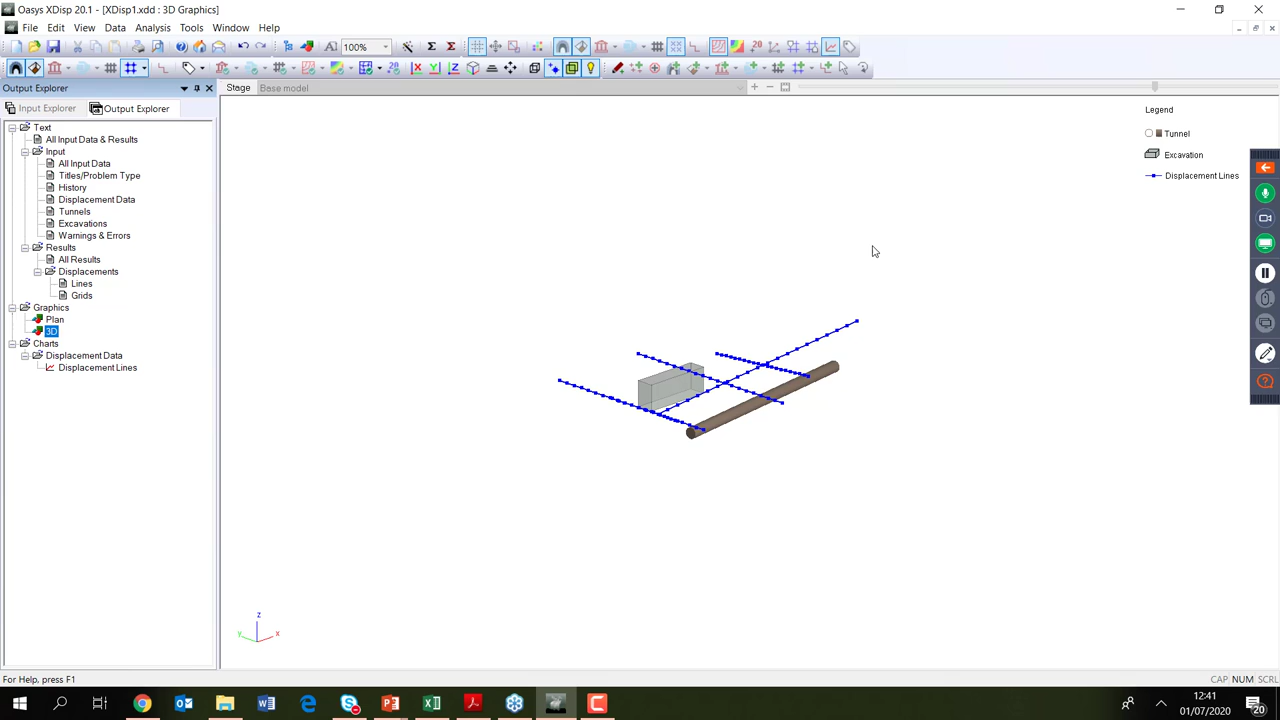 Oasys XDisp 20.1 - [XDisp1.xdd : 3D Graphics]
File Edit View Data Analysis Tools Window Help
100%
Output Explorer
Stage Base model
Input Explorer Output Explorer
Text
All Input Data & Results
Input
All Input Data
Titles/Problem Type
History
Displacement Data
Tunnels
Excavations
Warnings & Errors
Results
All Results
Displacements
Lines
Grids
Graphics
Plan
3D
Charts
Displacement Data
Displacement Lines
Legend
Tunnel
Excavation
Displacement Lines
z
y x
For Help, press F1
CAP NUM SCRL
12:41
01/07/2020
20